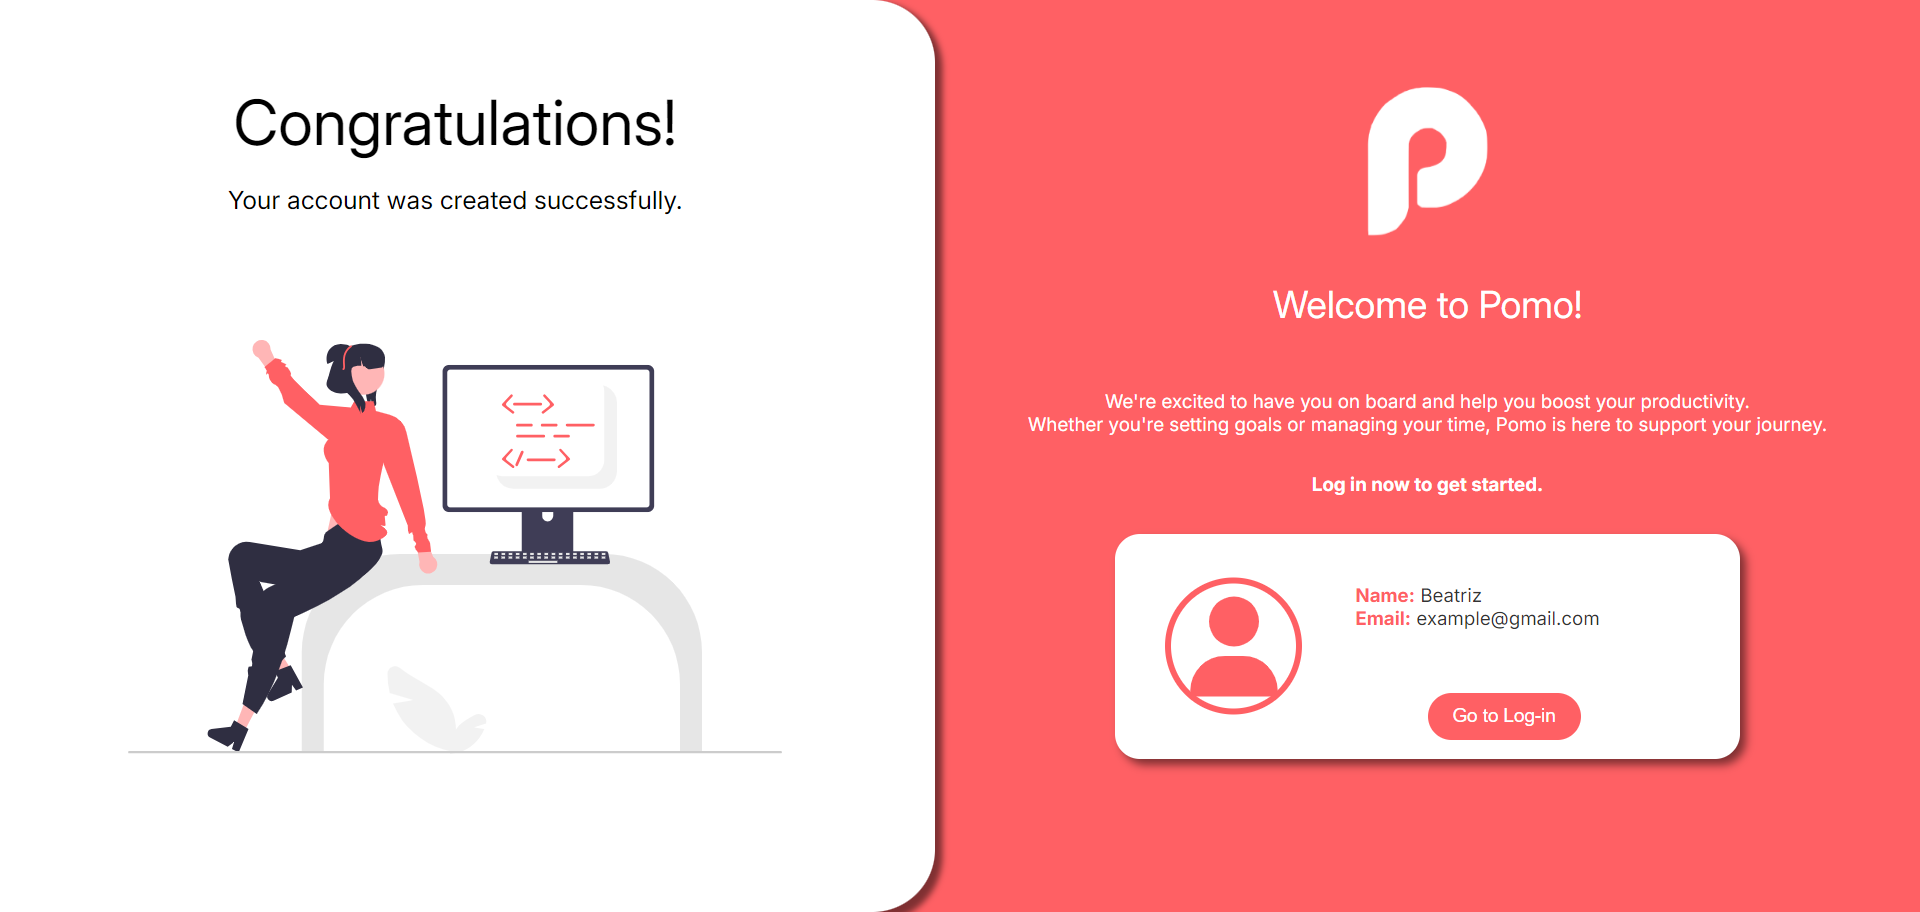 Congratulations!
Your account was created successfully.
Welcome to Pomo!
We're excited to have you on board and help you boost your productivity.
Whether you're setting goals or managing your time, Pomo is here to support your journey.
Log in now to get started.
Name: Beatriz
Email: example@gmail.com
Go to Log-in